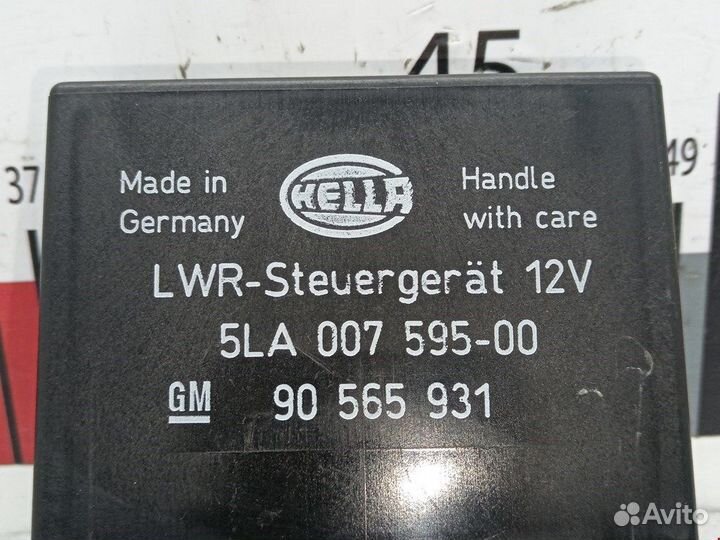 45
37
49
Made in
Germany
HELLA
Handle
with care
LWR-Steuergerät 12V
5LA 007 595-00
GM 90 565 931
Avito